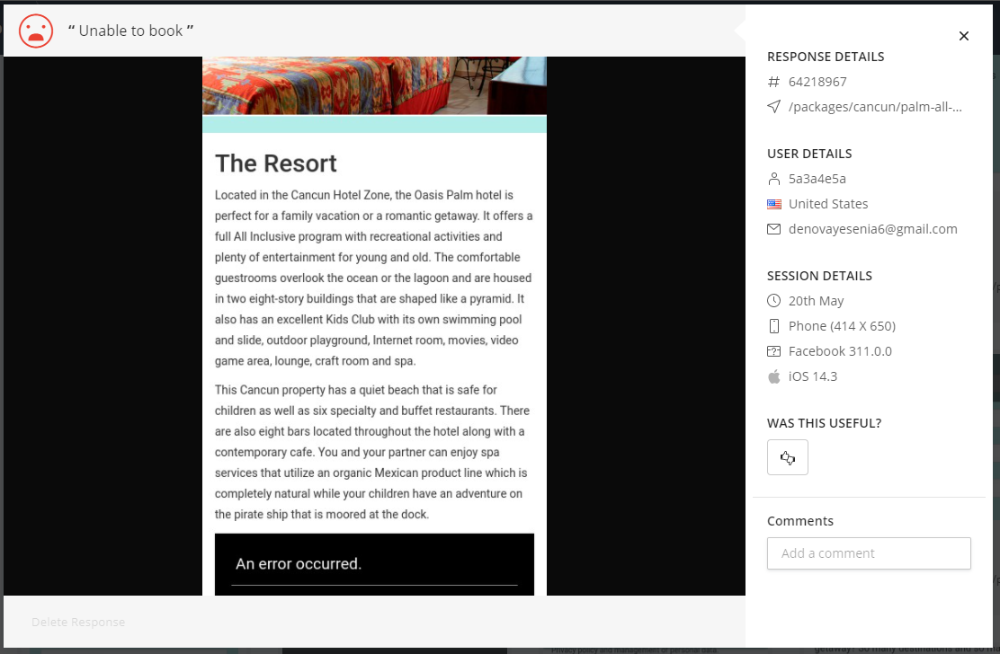 “ Unable to book ”
The Resort
Located in the Cancun Hotel Zone, the Oasis Palm hotel is
perfect for a family vacation or a romantic getaway. It offers a
full All Inclusive program with recreational activities and
plenty of entertainment for young and old. The comfortable
guestrooms overlook the ocean or the lagoon and are housed
in two eight-story buildings that are shaped like a pyramid. It
also has an excellent Kids Club with its own swimming pool
and slide, outdoor playground, Internet room, movies, video
game area, lounge, craft room and spa.
This Cancun property has a quiet beach that is safe for
children as well as six specialty and buffet restaurants. There
are also eight bars located throughout the hotel along with a
contemporary cafe. You and your partner can enjoy spa
services that utilize an organic Mexican product line which is
completely natural while your children have an adventure on
the pirate ship that is moored at the dock.
An error occurred.
Delete Response
RESPONSE DETAILS
# 64218967
/packages/cancun/palm-all-...
USER DETAILS
5a3a4e5a
United States
denovayesenia6@gmail.com
SESSION DETAILS
20th May
Phone (414 X 650)
Facebook 311.0.0
iOS 14.3
WAS THIS USEFUL?
Comments
Add a comment